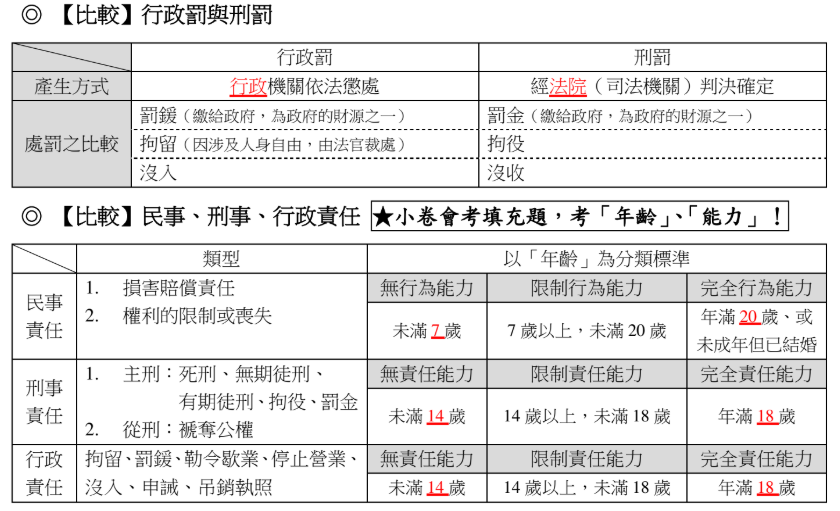 ◎ 【比較】行政罰與刑罰
行政罰 刑罰
產生方式 行政機關依法懲處 經法院（司法機關）判決確定
處罰之比較
罰鍰（繳給政府，為政府的財源之一） 罰金（繳給政府，為政府的財源之一）
拘留（因涉及人身自由，由法官裁處） 拘役
沒入 沒收
◎ 【比較】民事、刑事、行政責任 ★小卷會考填充題，考「年齡」、「能力」！
類型 以「年齡」為分類標準
民事
責任
1. 損害賠償責任
2. 權利的限制或喪失
無行為能力 限制行為能力 完全行為能力
未滿 7 歲 7 歲以上，未滿 20 歲 年滿 20 歲、或
未成年但已結婚
刑事
責任
1. 主刑：死刑、無期徒刑、
有期徒刑、拘役、罰金
2. 從刑：褫奪公權
無責任能力 限制責任能力 完全責任能力
未滿 14 歲 14 歲以上，未滿 18 歲 年滿 18 歲
行政
責任
拘留、罰鍰、勒令歇業、停止營業、
沒入、申誡、吊銷執照
無責任能力 限制責任能力 完全責任能力
未滿 14 歲 14 歲以上，未滿 18 歲 年滿 18 歲